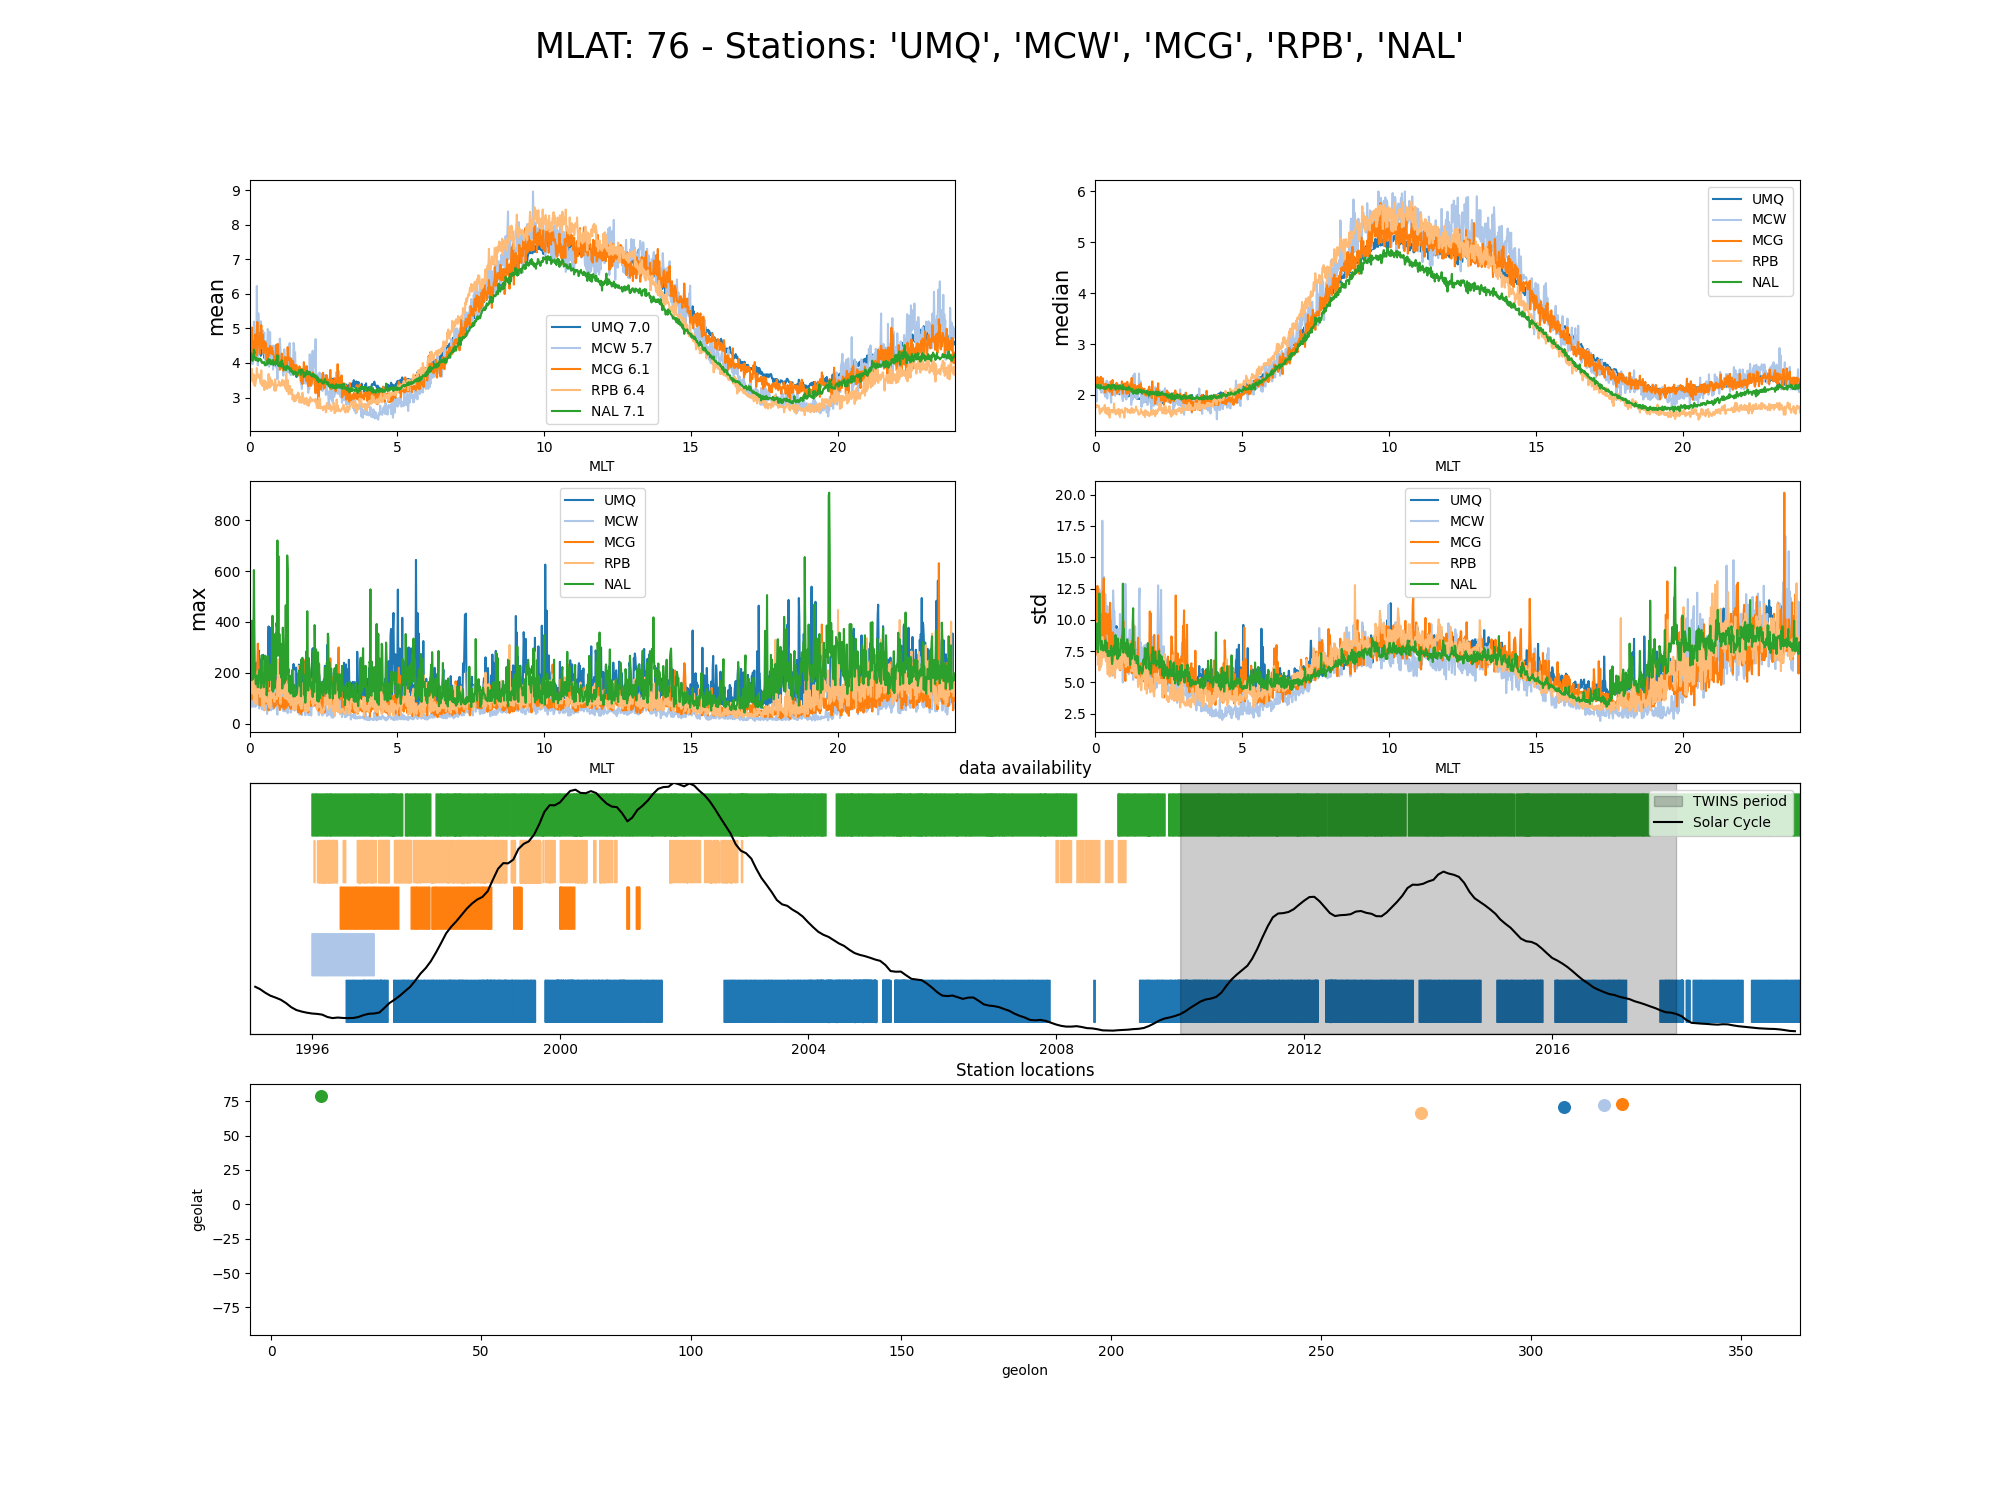 MLAT: 76 - Stations: 'UMQ', 'MCW', 'MCG', 'RPB', 'NAL'
mean
9
8
7
6
5
4
3
0 5 10 15 20
MLT
UMQ 7.0
MCW 5.7
MCG 6.1
RPB 6.4
NAL 7.1
median
6
5
4
3
2
0 5 10 15 20
MLT
UMQ
MCW
MCG
RPB
NAL
max
800
600
400
200
0
0 5 10 15 20
MLT
UMQ
MCW
MCG
RPB
NAL
std
20.0
17.5
15.0
12.5
10.0
7.5
5.0
2.5
0 5 10 15 20
MLT
UMQ
MCW
MCG
RPB
NAL
data availability
TWINS period
Solar Cycle
1996 2000 2004 2008 2012 2016
Station locations
geolat
75
50
25
0
−25
−50
−75
0 50 100 150 200 250 300 350
geolon